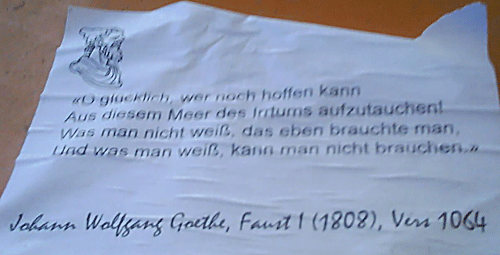 «O glücklich, wer noch hoffen kann
Aus diesem Meer des Irrtums aufzutauchen!
Was man nicht weiß, das eben brauchte man,
Und was man weiß, kann man nicht brauchen.»
Johann Wolfgang Goethe, Faust I (1808), Vers 1064